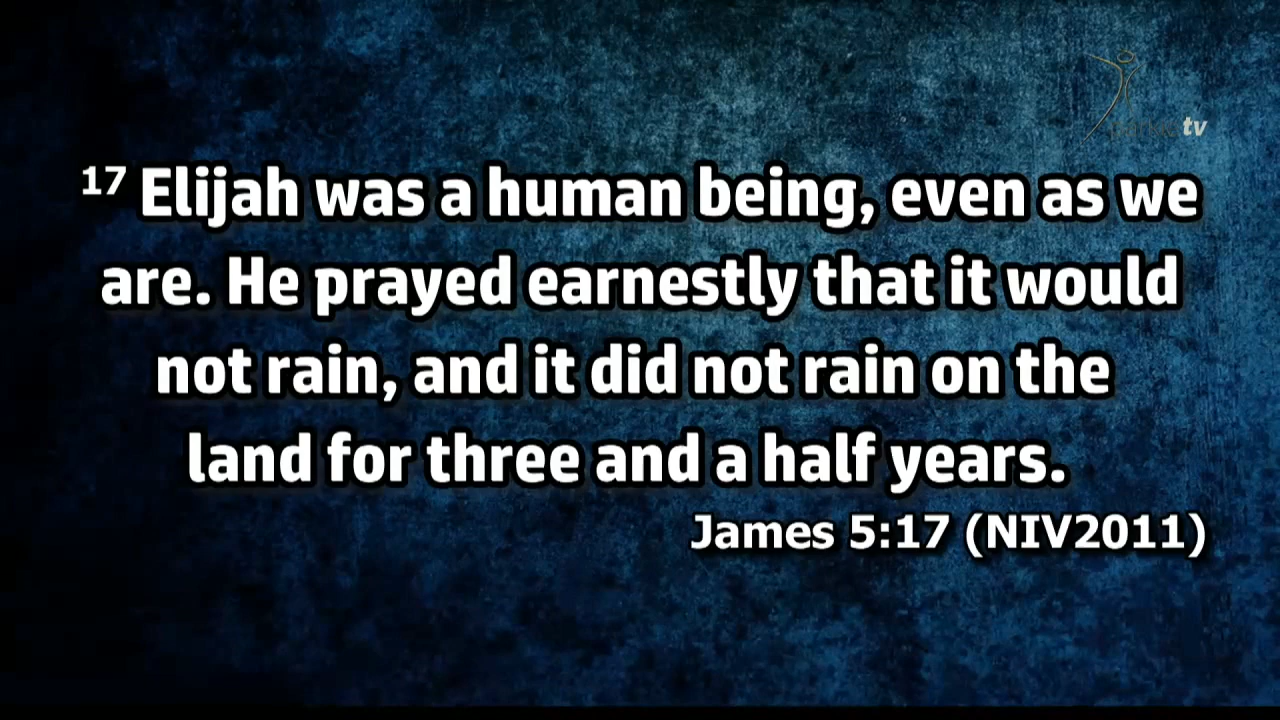 tv
17 Elijah was a human being, even as we
are. He prayed earnestly that it would
not rain, and it did not rain on the
land for three and a half years.
James 5:17 (NIV2011)